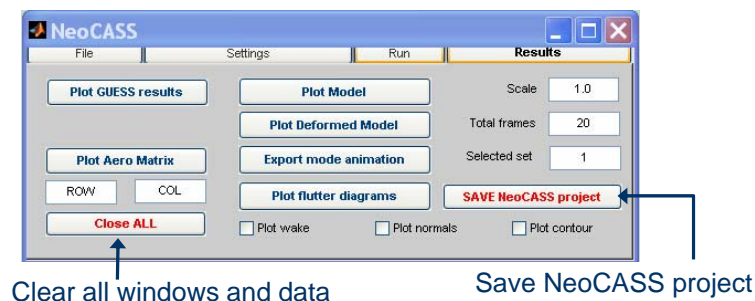 NeoCASS
File Settings Run Results
Plot GUESS results Plot Model Scale 1.0
Plot Deformed Model Total frames 20
Plot Aero Matrix Export mode animation Selected set 1
ROW COL Plot flutter diagrams SAVE NeoCASS project
Close ALL Plot wake Plot normals Plot contour
Clear all windows and data Save NeoCASS project